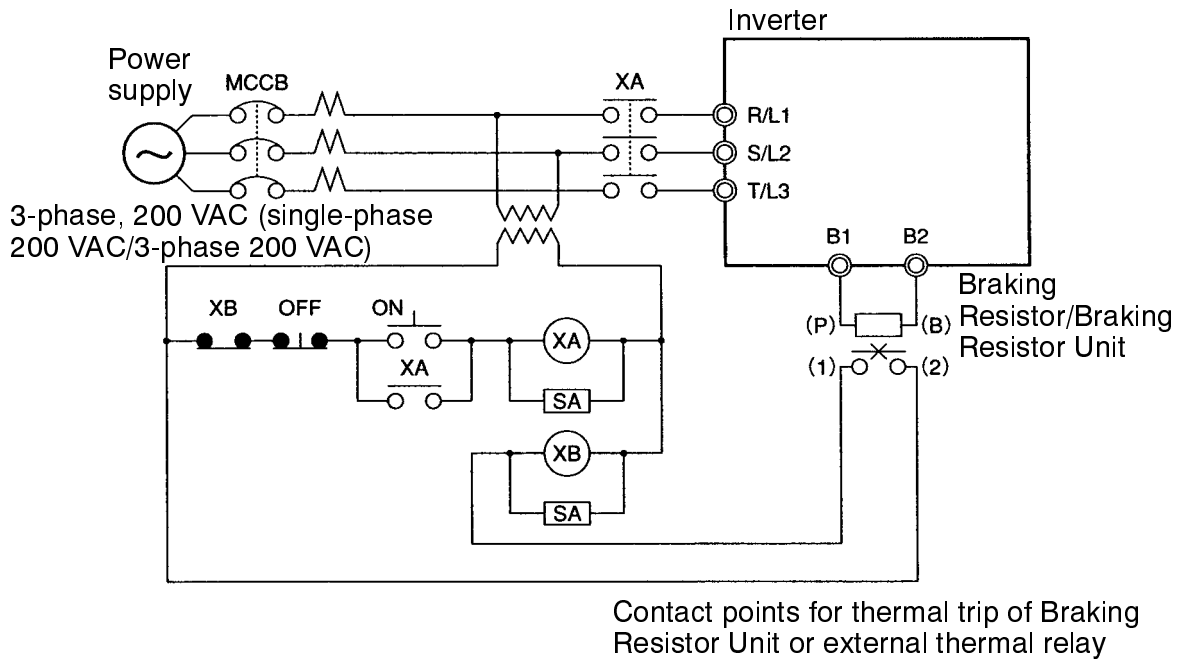 Inverter
Power
supply
MCCB
XA
R/L1
S/L2
T/L3
3-phase, 200 VAC (single-phase
200 VAC/3-phase 200 VAC)
B1
B2
Braking
Resistor/Braking
Resistor Unit
XB
OFF
ON
XA
(P)
(B)
XA
(1)
(2)
SA
XB
SA
Contact points for thermal trip of Braking
Resistor Unit or external thermal relay